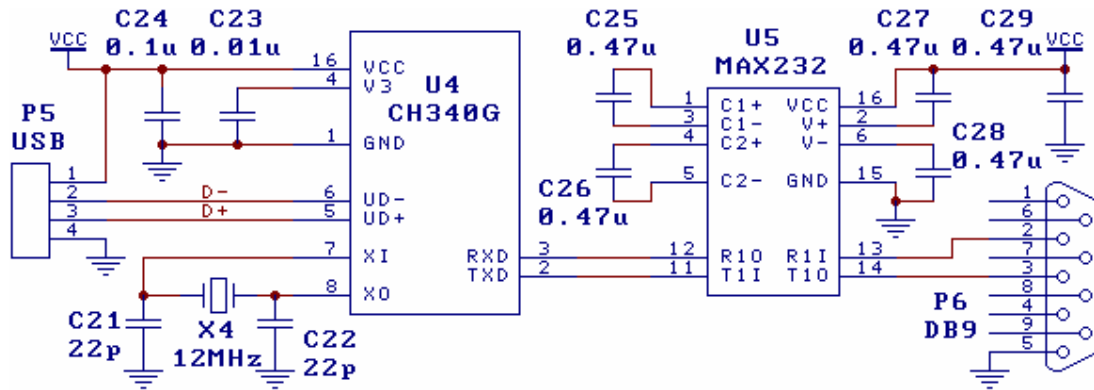 VCC
C24
0.1u
C23
0.01u
P5
USB
1
2
3
4
D-
D+
16
4
1
6
5
7
8
VCC
V3
GND
UD-
UD+
XI
XO
U4
CH340G
RXD
TXD
3
2
C21
22p
X4
12MHz
C22
22p
C25
0.47u
C26
0.47u
1
3
4
5
12
11
U5
MAX232
C1+
C1-
C2+
C2-
R1O
T1I
VCC
V+
V-
GND
R1I
T1O
16
2
6
15
13
14
C27
0.47u
C29
0.47u
VCC
C28
0.47u
1
6
2
7
3
8
4
9
5
P6
DB9